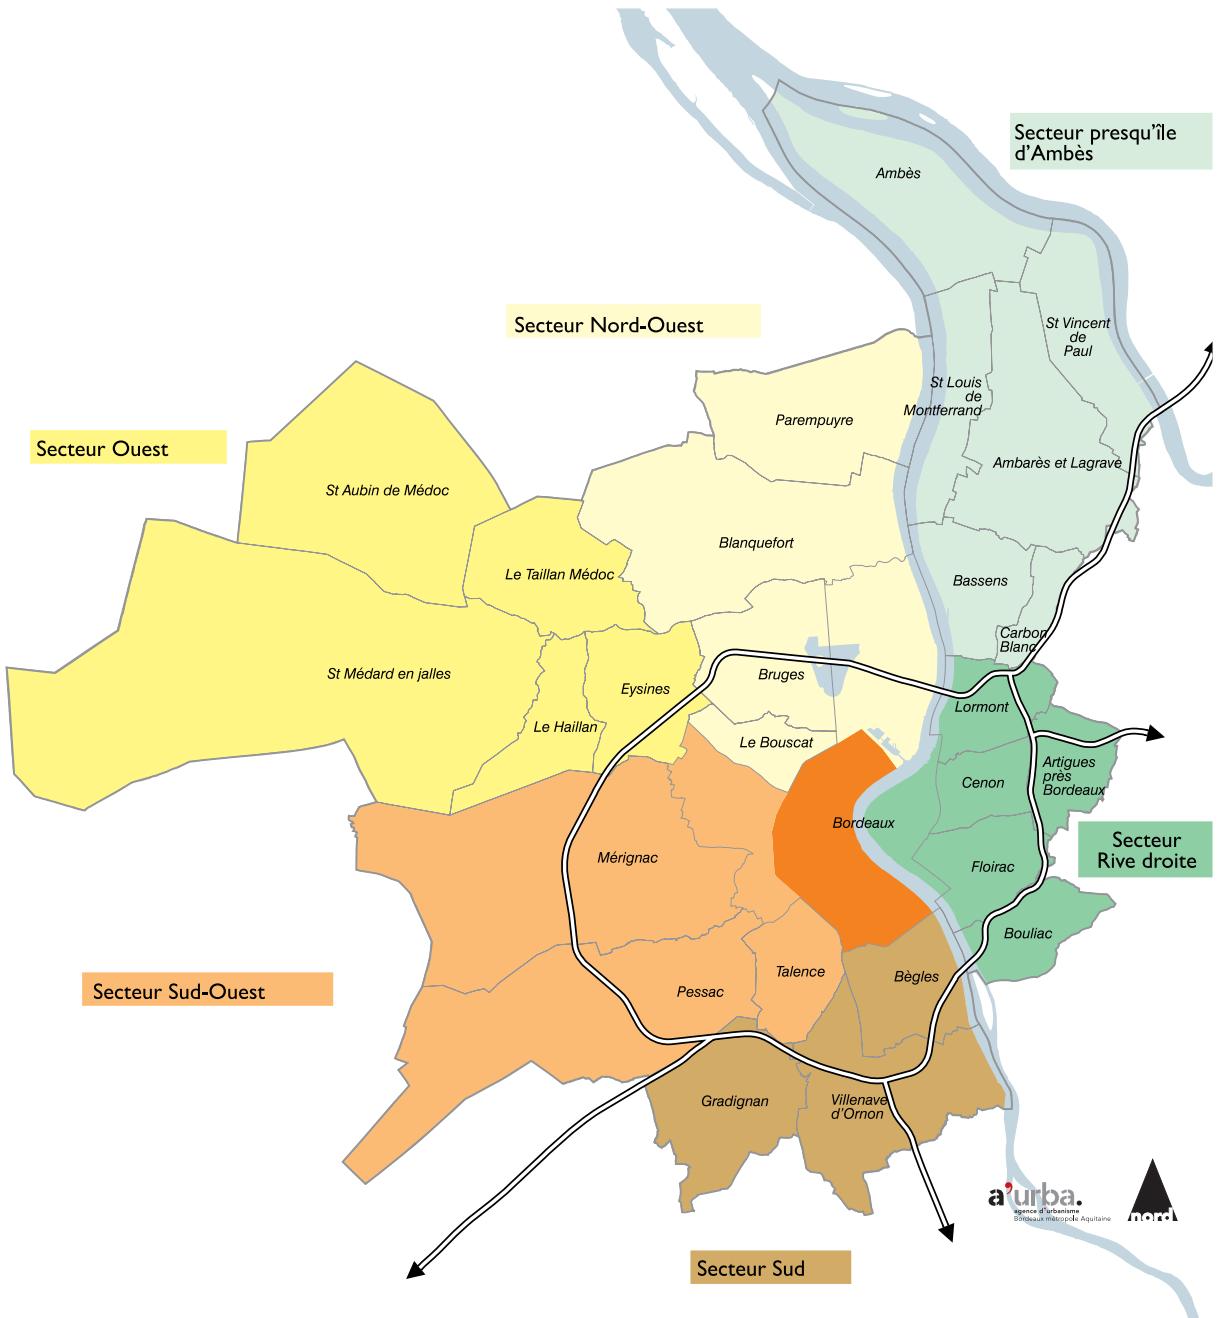 Secteur presqu'île
d'Ambès
Ambès
Secteur Nord-Ouest
St Vincent
de
Paul
St Louis
de
Montferrand
Parempuyre
Secteur Ouest
Ambarès et Lagrave
St Aubin de Médoc
Blanquefort
Le Taillan Médoc
Bassens
Carbon
Blanc
St Médard en jalles
Eysines
Bruges
Lormont
Le Haillan
Le Bouscat
Artigues
près
Bordeaux
Cenon
Bordeaux
Secteur
Rive droite
Mérignac
Floirac
Bouliac
Talence
Bègles
Secteur Sud-Ouest
Pessac
Gradignan
Villenave
d'Ornon
a'urba.
agence d'urbanisme
Bordeaux métropole Aquitaine
nord
Secteur Sud